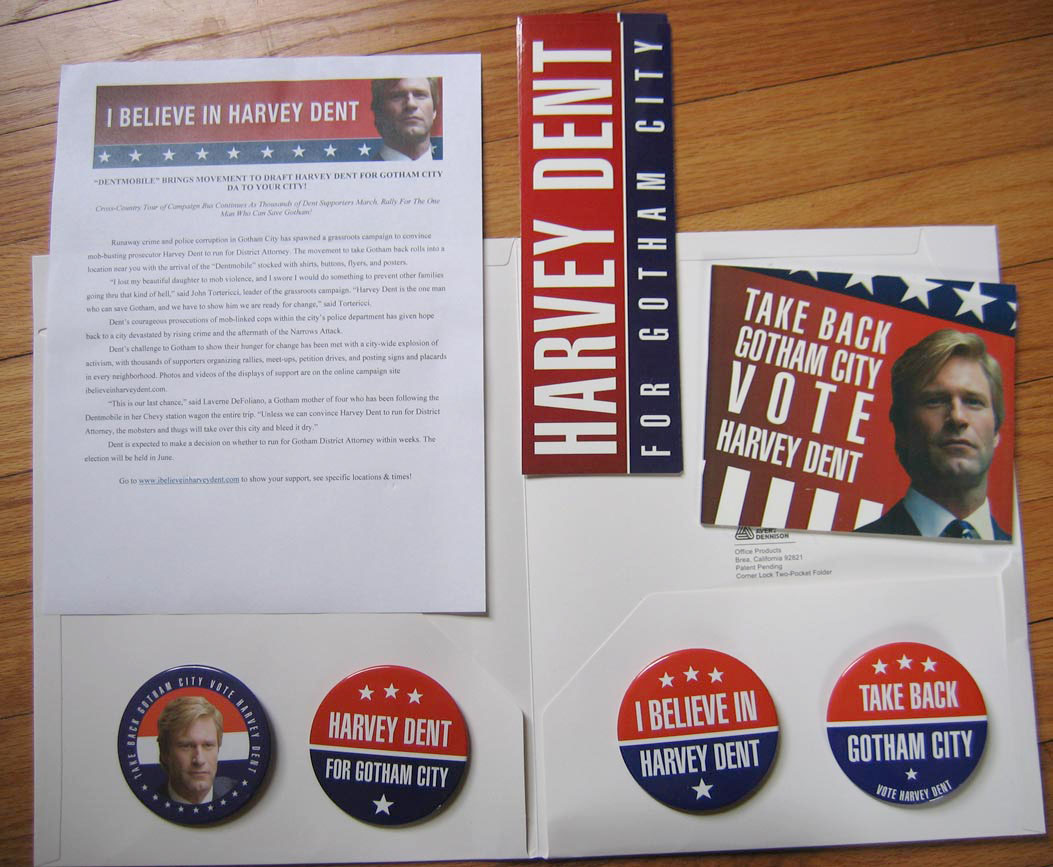 I BELIEVE IN HARVEY DENT
“DENTMOBILE” BRINGS MOVEMENT TO DRAFT HARVEY DENT FOR GOTHAM CITY
DA TO YOUR CITY!
Cross-Country Tour of Campaign Bus Continues As Thousands of Dent Supporters March, Rally For The One
Man Who Can Save Gotham!
Runaway crime and police corruption in Gotham City has spawned a grassroots campaign to convince
mob-busting prosecutor Harvey Dent to run for District Attorney. The movement to take Gotham back rolls into a
location near you with the arrival of the “Dentmobile” stocked with shirts, buttons, flyers, and posters.
“I lost my beautiful daughter to mob violence, and I swore I would do something to prevent other families
going thru that kind of hell,” said John Tortericci, leader of the grassroots campaign. “Harvey Dent is the one man
who can save Gotham, and we have to show him we are ready for change,” said Tortericci.
Dent’s courageous prosecutions of mob-linked cops within the city’s police department has given hope
back to a city devastated by rising crime and the aftermath of the Narrows Attack.
Dent’s challenge to Gotham to show their hunger for change has been met with a city-wide explosion of
activism, with thousands of supporters organizing rallies, meet-ups, petition drives, and posting signs and placards
in every neighborhood. Photos and videos of the displays of support are on the online campaign site
ibelieveinharveydent.com.
“This is our last chance,” said Laverne DeFoliano, a Gotham mother of four who has been following the
Dentmobile in her Chevy station wagon the entire trip. “Unless we can convince Harvey Dent to run for District
Attorney, the mobsters and thugs will take over this city and bleed it dry.”
Dent is expected to make a decision on whether to run for Gotham District Attorney within weeks. The
election will be held in June.
Go to www.ibelieveinharveydent.com to show your support, see specific locations & times!
HARVEY DENT
FOR GOTHAM CITY
TAKE BACK
GOTHAM CITY
VOTE
HARVEY DENT
AVERY
DENNISON
Office Products
Brea, California 92821
Patent Pending
Corner Lock Two-Pocket Folder
TAKE BACK GOTHAM CITY VOTE HARVEY DENT
HARVEY DENT
FOR GOTHAM CITY
I BELIEVE IN
HARVEY DENT
TAKE BACK
GOTHAM CITY
VOTE HARVEY DENT